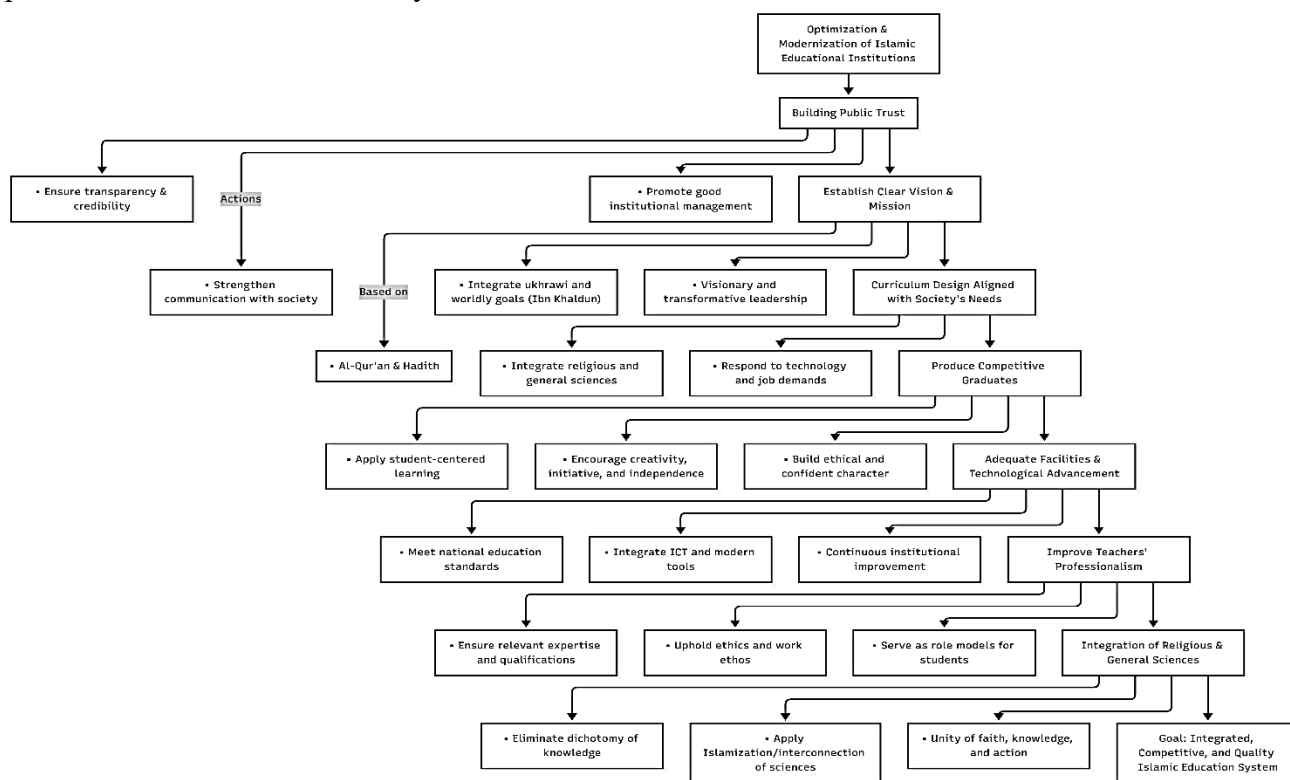 Optimization &
Modernization of Islamic
Educational Institutions
Building Public Trust
▪ Ensure transparency &
credibility
Actions
▪ Promote good
institutional management
Establish Clear Vision &
Mission
▪ Strengthen
communication with society
Based on
▪ Integrate ukhrawi and
worldly goals (Ibn Khaldun)
▪ Visionary and
transformative leadership
Curriculum Design Aligned
with Society's Needs
▪ Al-Qur'an & Hadith
▪ Integrate religious and
general sciences
▪ Respond to technology
and job demands
Produce Competitive
Graduates
▪ Apply student-centered
learning
▪ Encourage creativity,
initiative, and independence
▪ Build ethical and
confident character
Adequate Facilities &
Technological Advancement
▪ Meet national education
standards
▪ Integrate ICT and modern
tools
▪ Continuous institutional
improvement
Improve Teachers'
Professionalism
▪ Ensure relevant expertise
and qualifications
▪ Uphold ethics and work
ethos
▪ Serve as role models for
students
Integration of Religious &
General Sciences
▪ Eliminate dichotomy of
knowledge
▪ Apply
Islamization/interconnection
of sciences
▪ Unity of faith, knowledge,
and action
Goal: Integrated,
Competitive, and Quality
Islamic Education System